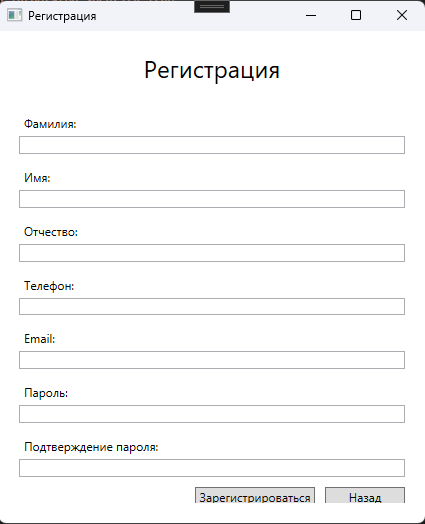 Регистрация
Регистрация
Фамилия:
Имя:
Отчество:
Телефон:
Email:
Пароль:
Подтверждение пароля:
Зарегистрироваться Назад